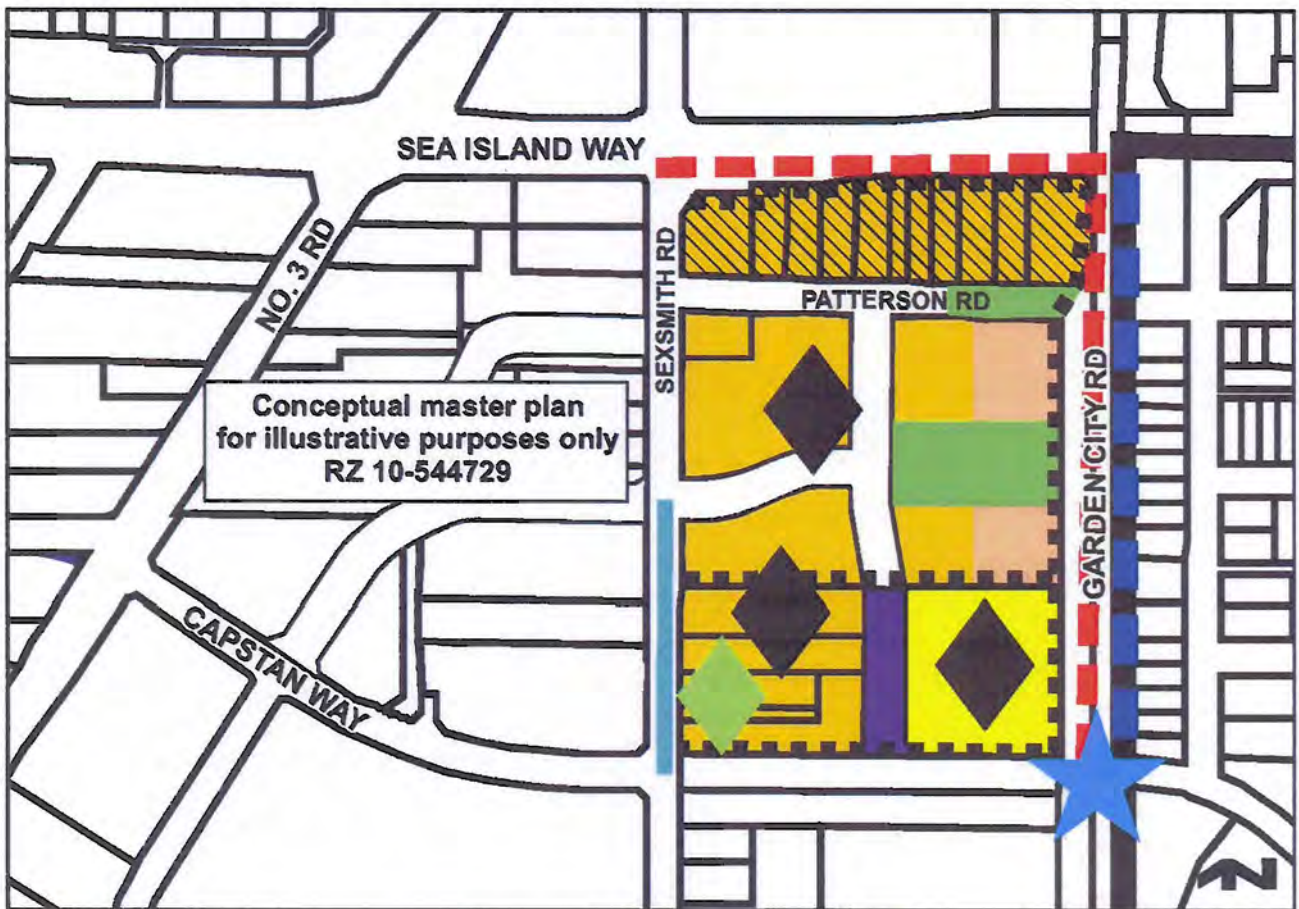 SEA ISLAND WAY
NO. 3 RD
SEXSMITH RD
PATTERSON RD
GARDEN CITY RD
Conceptual master plan
for illustrative purposes only
RZ 10-544729
CAPSTAN WAY
N